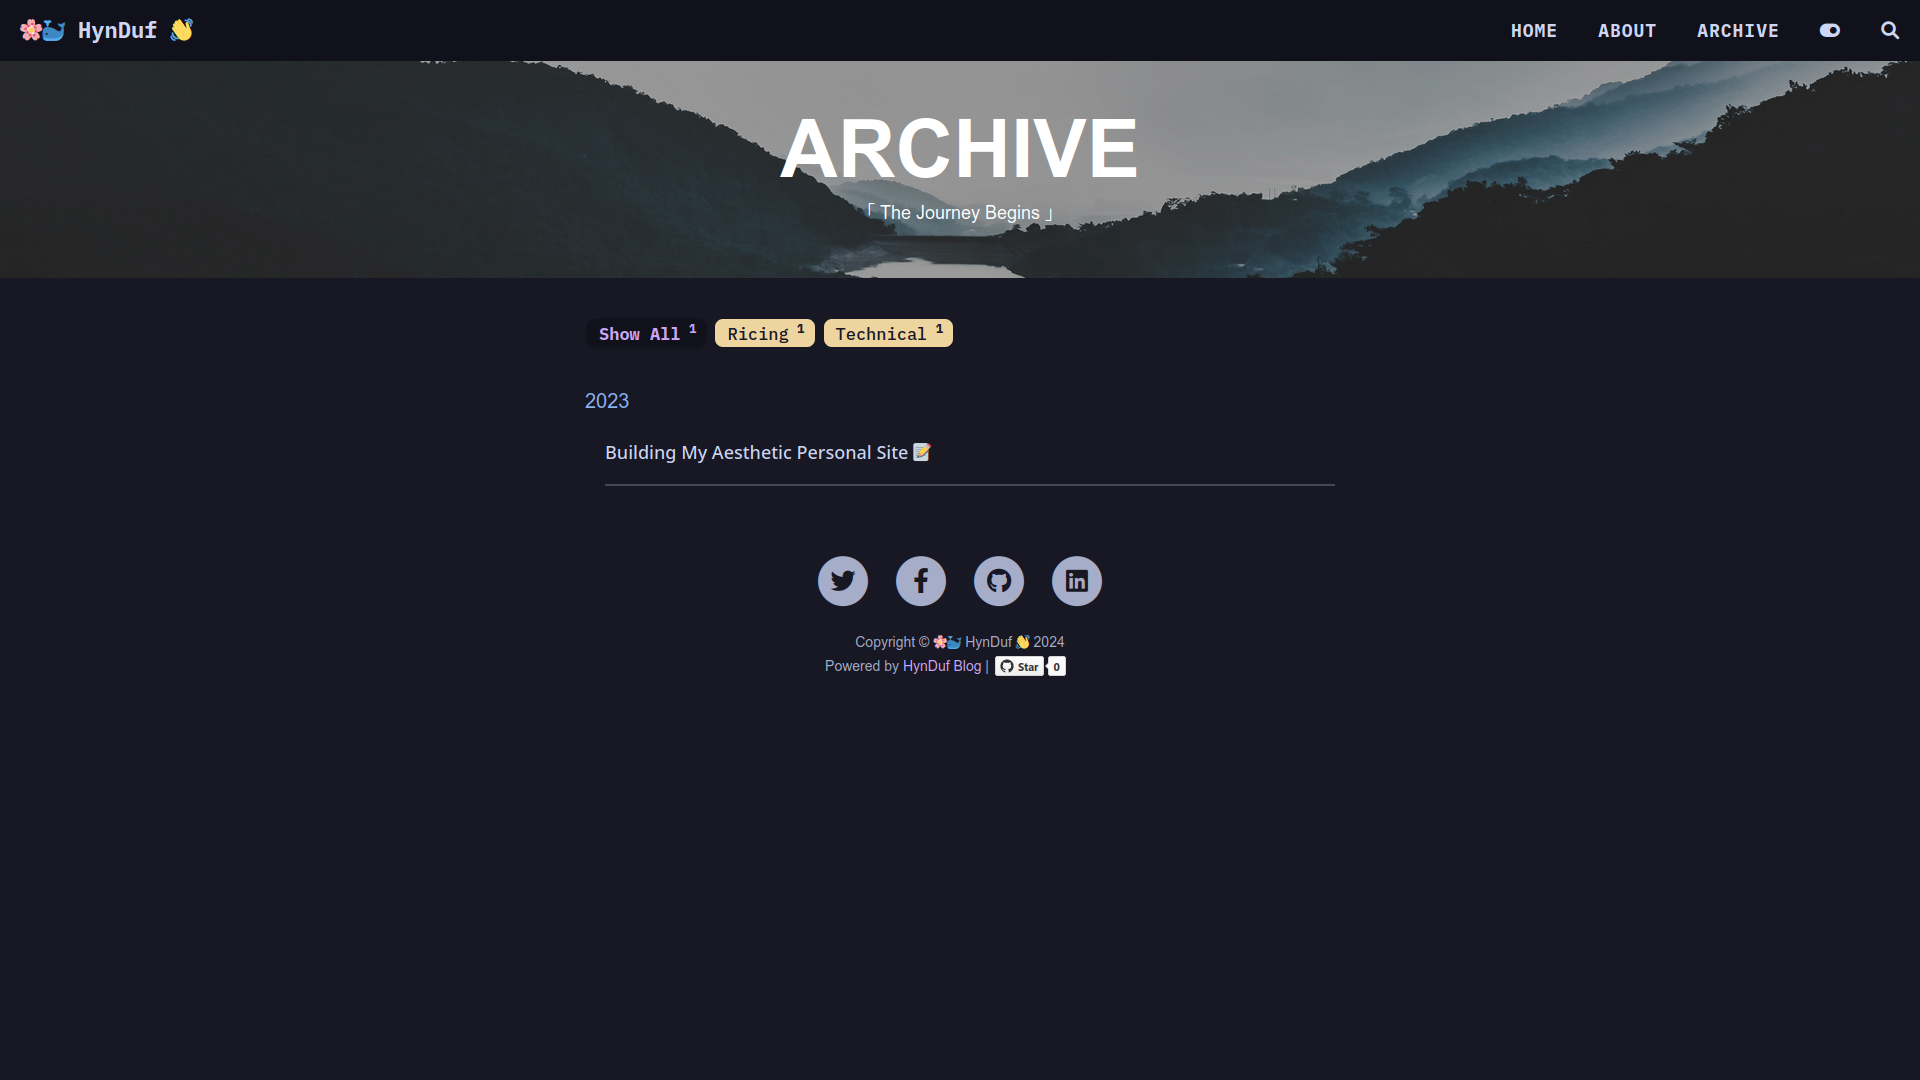 🌸🐳 HynDuf 👋
HOME ABOUT ARCHIVE
ARCHIVE
「 The Journey Begins 」
Show All 1 Ricing 1 Technical 1
2023
Building My Aesthetic Personal Site 📝
Copyright © 🌸🐳 HynDuf 👋 2024
Powered by HynDuf Blog | Star 0